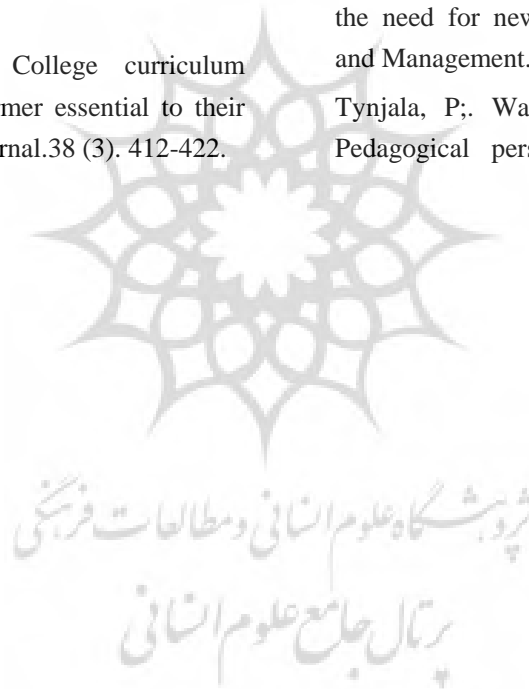 College curriculum
rmer essential to their
rnal.38 (3). 412-422.
the need for new
and Management.
Tynjala, P;. Wa
Pedagogical pers
پژوهشگاه علوم انسانی و مطالعات فرهنگی
پرتال جامع علوم انسانی